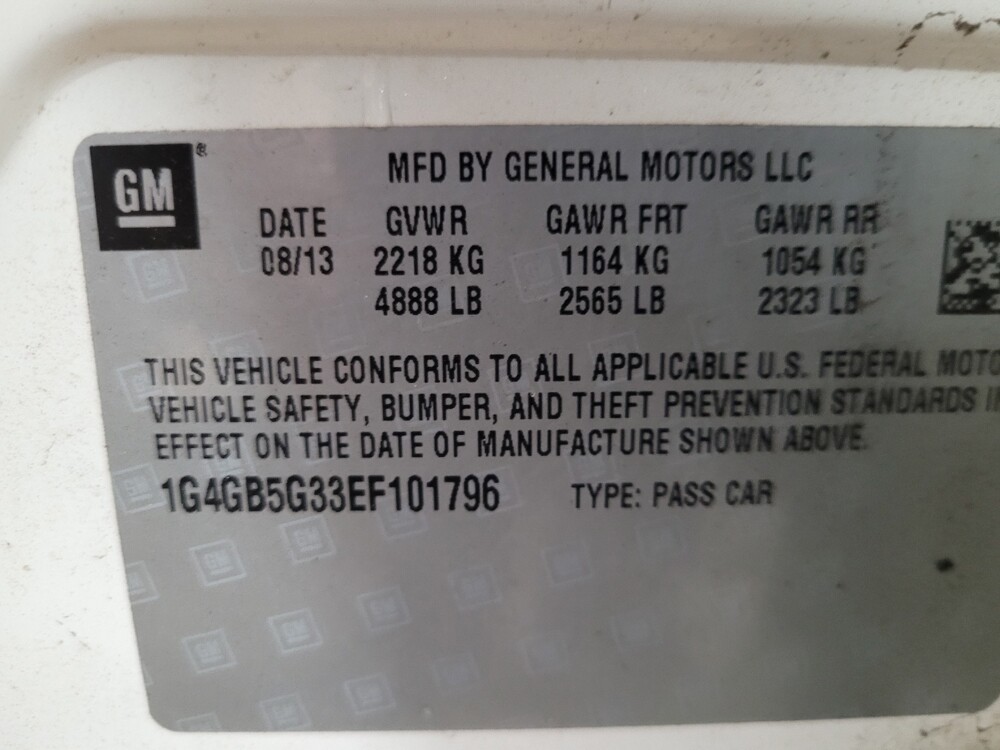 GM ®
MFD BY GENERAL MOTORS LLC
DATE GVWR GAWR FRT GAWR RR
08/13 2218 KG 1164 KG 1054 KG
4888 LB 2565 LB 2323 LB
THIS VEHICLE CONFORMS TO ALL APPLICABLE U.S. FEDERAL MOTO
VEHICLE SAFETY, BUMPER, AND THEFT PREVENTION STANDARDS I
EFFECT ON THE DATE OF MANUFACTURE SHOWN ABOVE.
1G4GB5G33EF101796 TYPE: PASS CAR